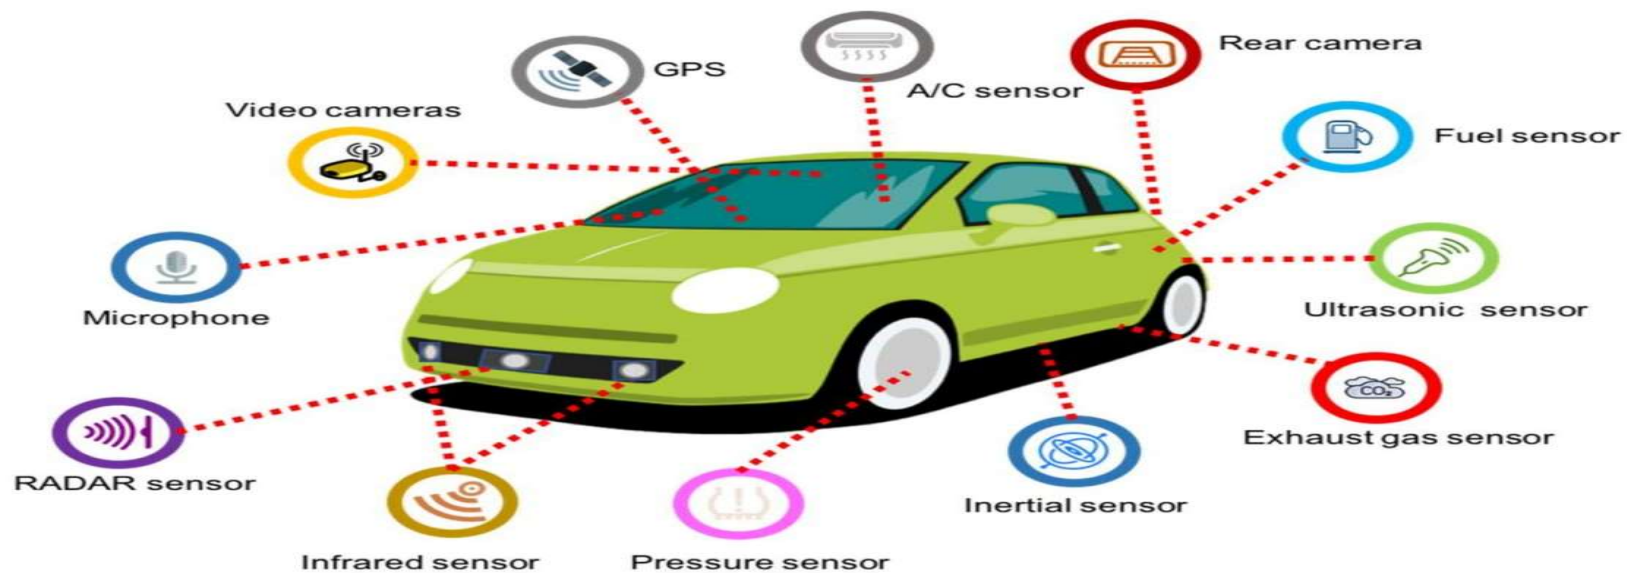 Rear camera
GPS
A/C sensor
Video cameras
Fuel sensor
Microphone
Ultrasonic sensor
CO₂
Exhaust gas sensor
RADAR sensor
Inertial sensor
Infrared sensor
Pressure sensor